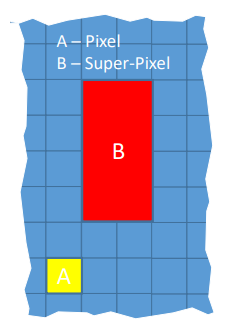 A – Pixel
B – Super-Pixel
B
A